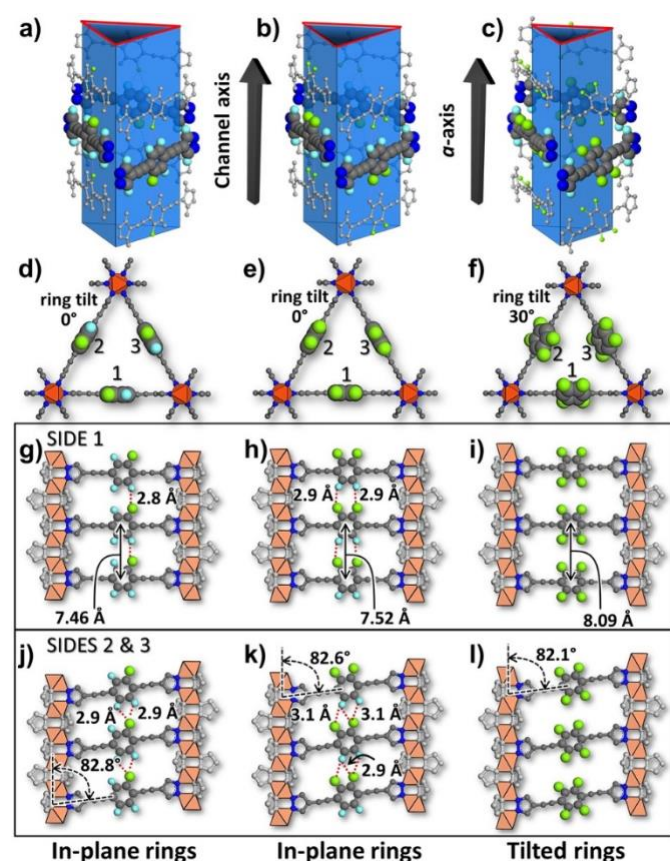 a)
b)
c)
Channel axis
a-axis
d)
e)
f)
ring tilt
0°
ring tilt
0°
ring tilt
30°
2
3
1
2
3
1
2
3
1
SIDE 1
g)
h)
i)
2.8 Å
2.9 Å
2.9 Å
7.46 Å
7.52 Å
8.09 Å
SIDES 2 & 3
j)
k)
l)
82.6°
82.1°
2.9 Å
2.9 Å
3.1 Å
3.1 Å
82.8°
2.9 Å
In-plane rings
In-plane rings
Tilted rings